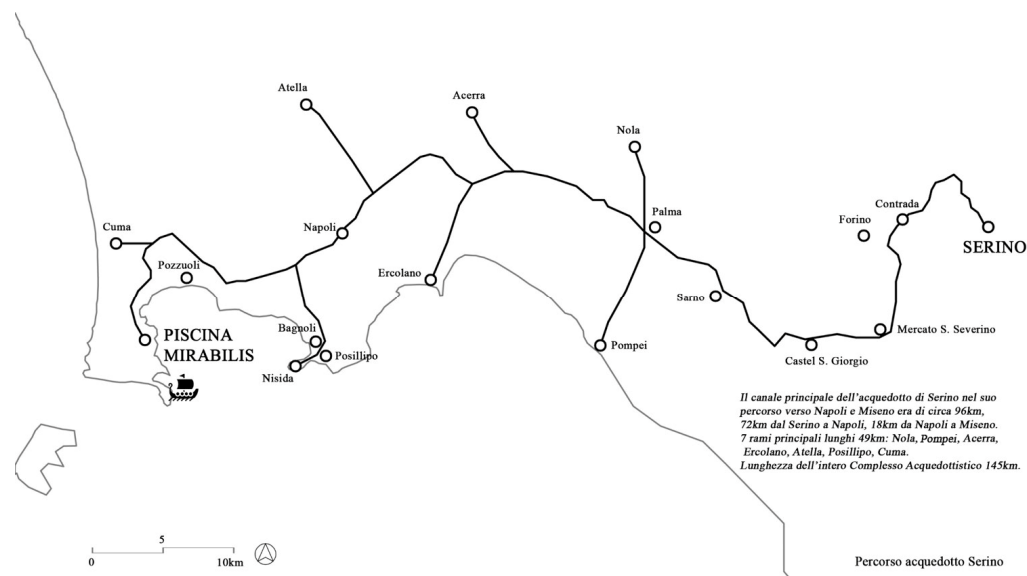 Atella
Acerra
Nola
Cuma
Napoli
Palma
Contrada
Forino
SERINO
Pozzuoli
Ercolano
Sarno
PISCINA
MIRABILIS
Bagnoli
Posillipo
Nisida
Pompei
Mercato S. Severino
Castel S. Giorgio
Il canale principale dell'acquedotto di Serino nel suo
percorso verso Napoli e Miseno era di circa 96km,
72km dal Serino a Napoli, 18km da Napoli a Miseno.
7 rami principali lunghi 49km: Nola, Pompei, Acerra,
Ercolano, Atella, Posillipo, Cuma.
Lunghezza dell'intero Complesso Acquedottistico 145km.
5
0
10km
Percorso acquedotto Serino